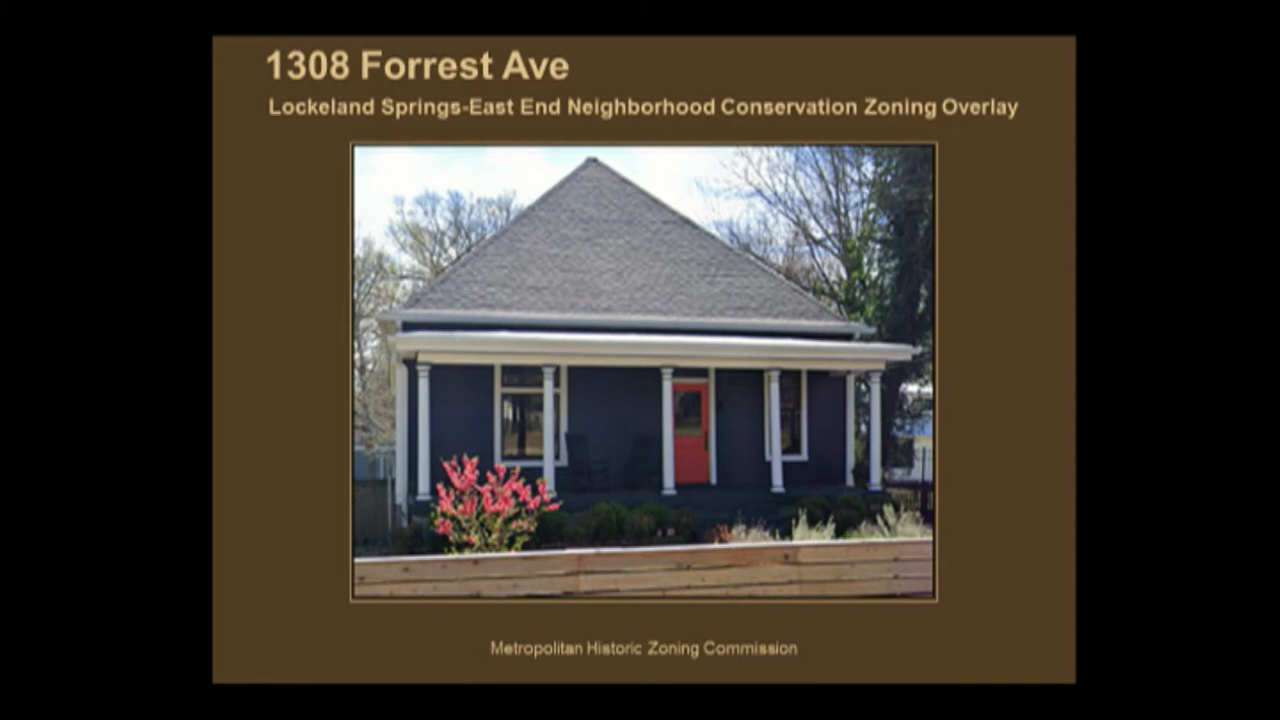 1308 Forrest Ave
Lockeland Springs-East End Neighborhood Conservation Zoning Overlay
Metropolitan Historic Zoning Commission